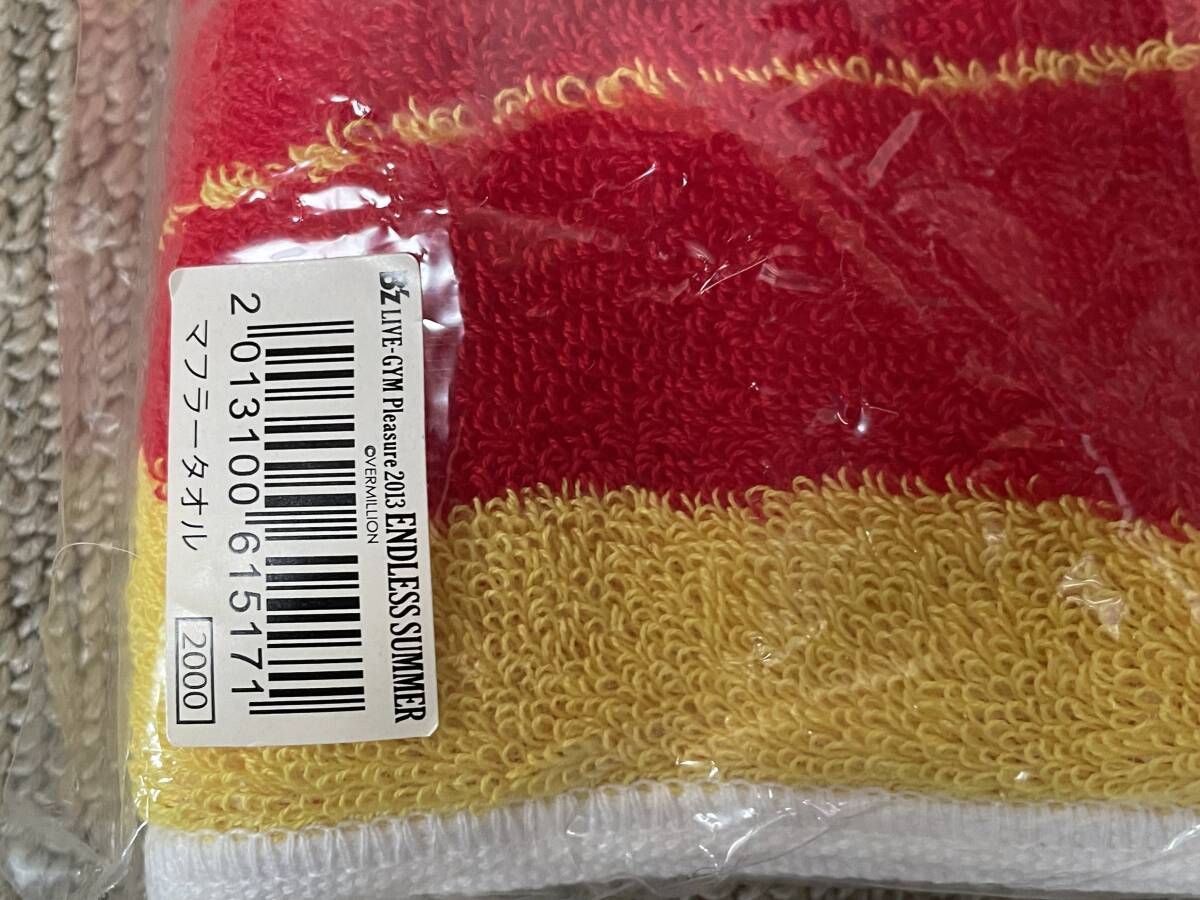 B'z LIVE-GYM Pleasure 2013 ENDLESS SUMMER
©VERMILLION
2 013100 615171
マフラータオル
2000